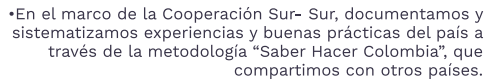 •En el marco de la Cooperación Sur- Sur, documentamos y
sistematizamos experiencias y buenas prácticas del país a
través de la metodología “Saber Hacer Colombia”, que
compartimos con otros países.